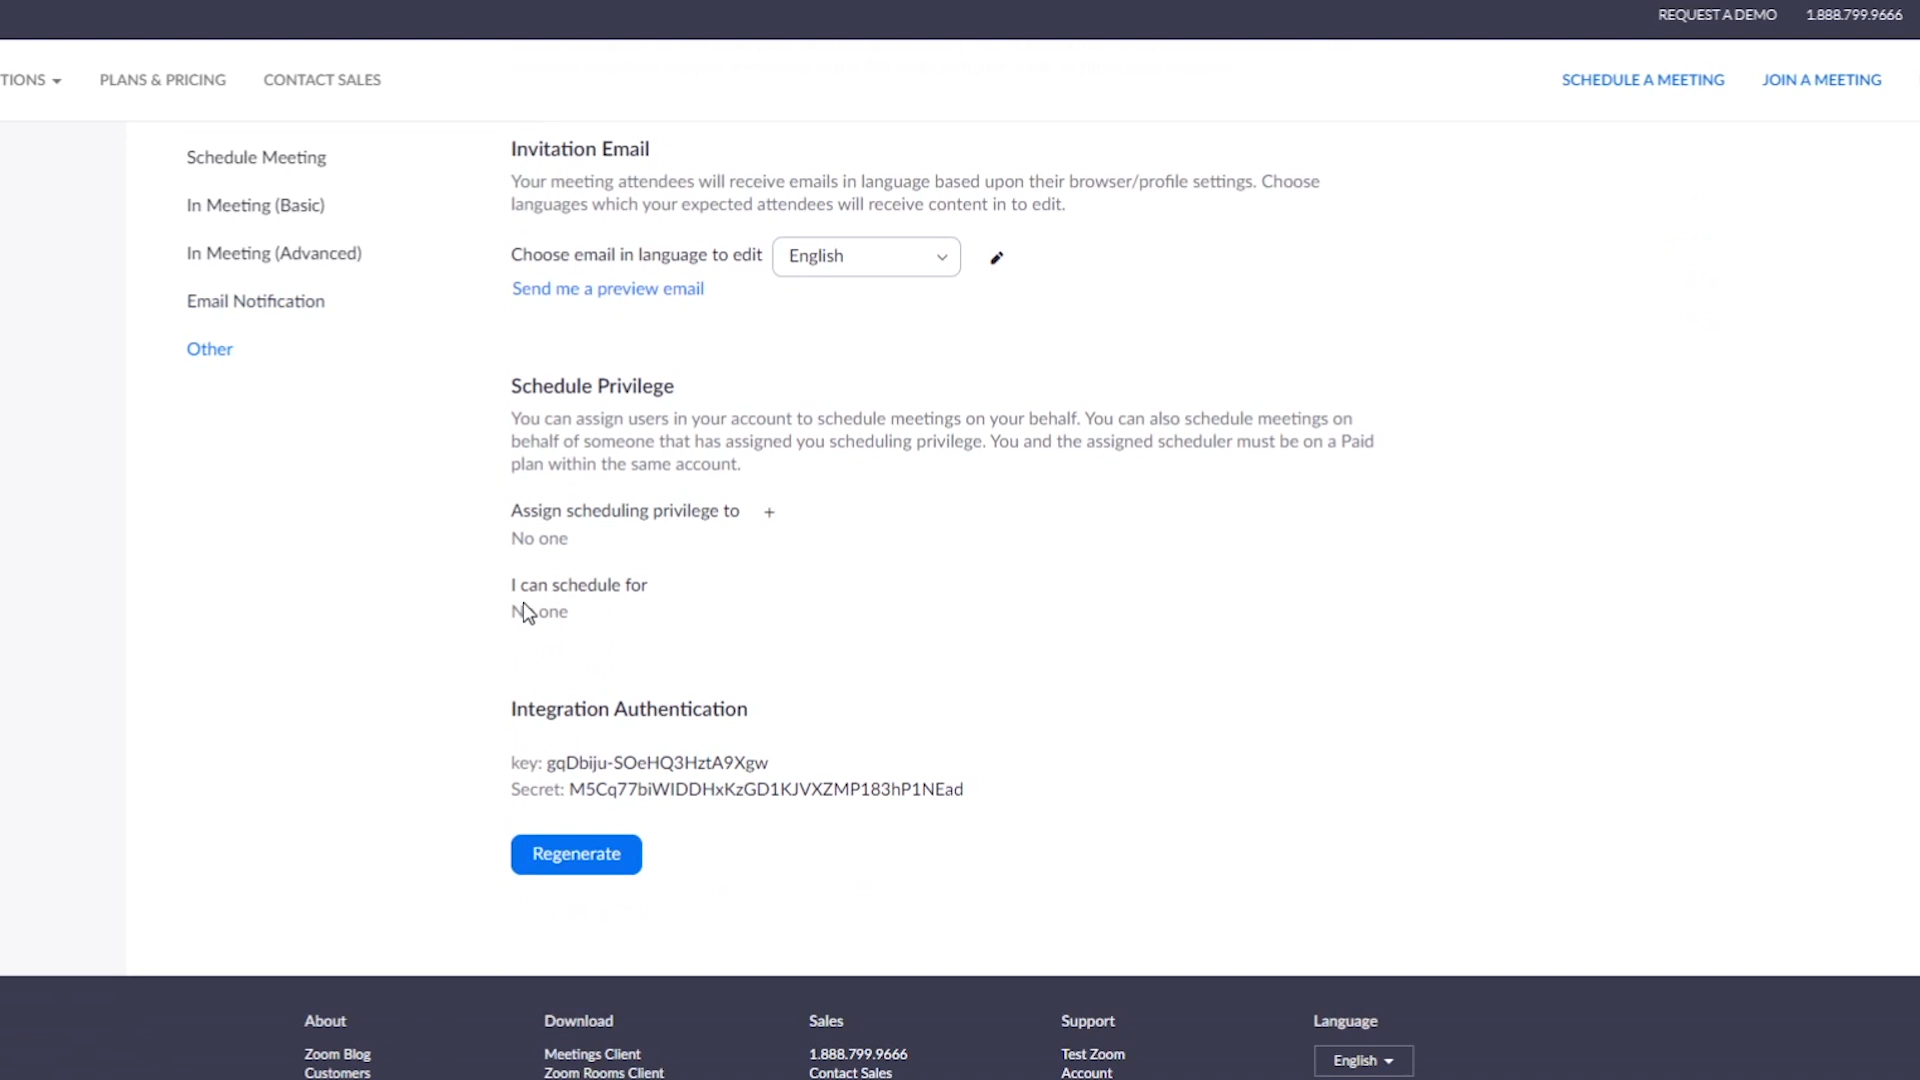 REQUEST A DEMO 1.888.799.9666
TIONS PLANS & PRICING CONTACT SALES SCHEDULE A MEETING JOIN A MEETING
Schedule Meeting
In Meeting (Basic)
In Meeting (Advanced)
Email Notification
Other
Invitation Email
Your meeting attendees will receive emails in language based upon their browser/profile settings. Choose
languages which your expected attendees will receive content in to edit.
Choose email in language to edit English
Send me a preview email
Schedule Privilege
You can assign users in your account to schedule meetings on your behalf. You can also schedule meetings on
behalf of someone that has assigned you scheduling privilege. You and the assigned scheduler must be on a Paid
plan within the same account.
Assign scheduling privilege to +
No one
I can schedule for
No one
Integration Authentication
key: gqDbiju-SOeHQ3HztA9Xgw
Secret: M5Cq77biWIDDHxKzGD1KJVXZMP183hP1NEad
Regenerate
About
Zoom Blog
Customers
Download
Meetings Client
Zoom Rooms Client
Sales
1.888.799.9666
Contact Sales
Support
Test Zoom
Account
Language
English